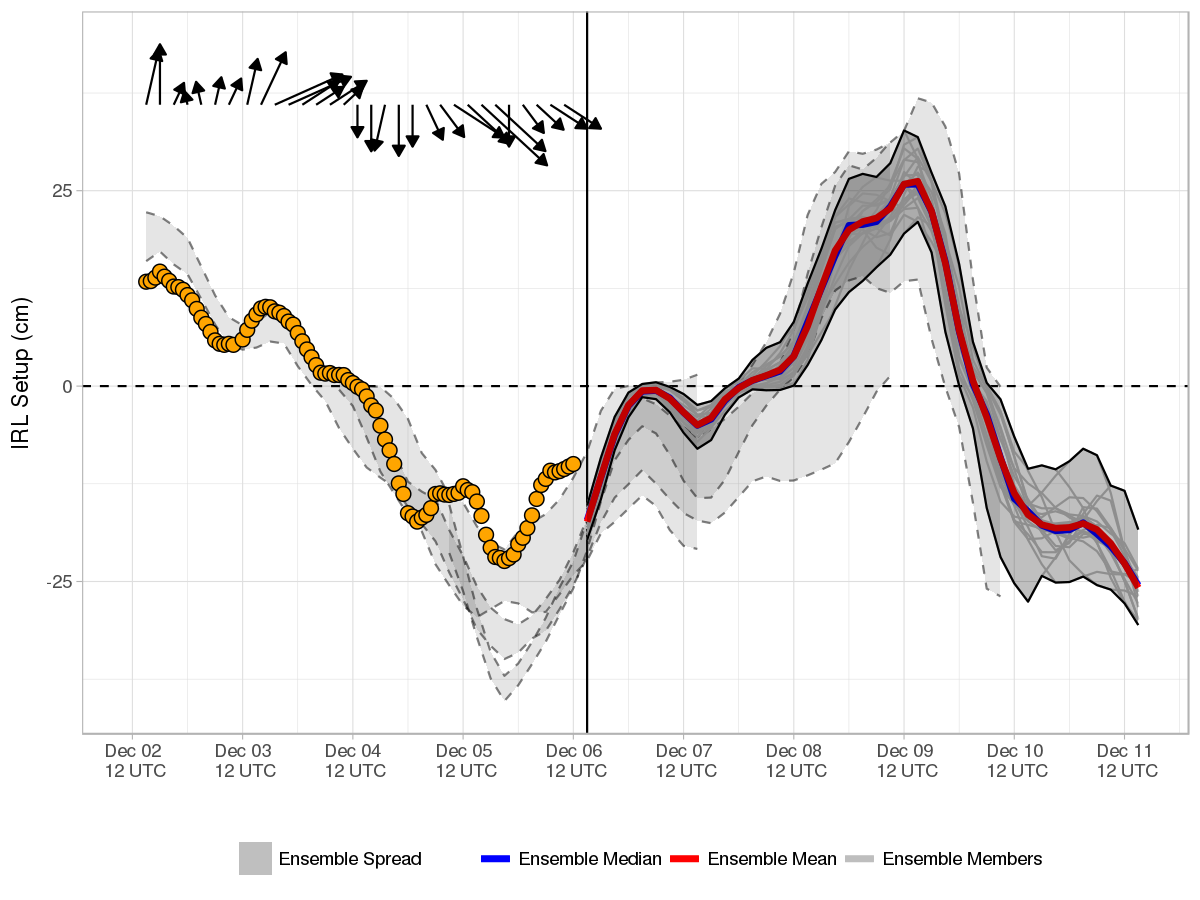 IRL Setup (cm)
25
0
-25
Dec 02 Dec 03 Dec 04 Dec 05 Dec 06 Dec 07 Dec 08 Dec 09 Dec 10 Dec 11
12 UTC 12 UTC 12 UTC 12 UTC 12 UTC 12 UTC 12 UTC 12 UTC 12 UTC 12 UTC
Ensemble Spread Ensemble Median Ensemble Mean Ensemble Members